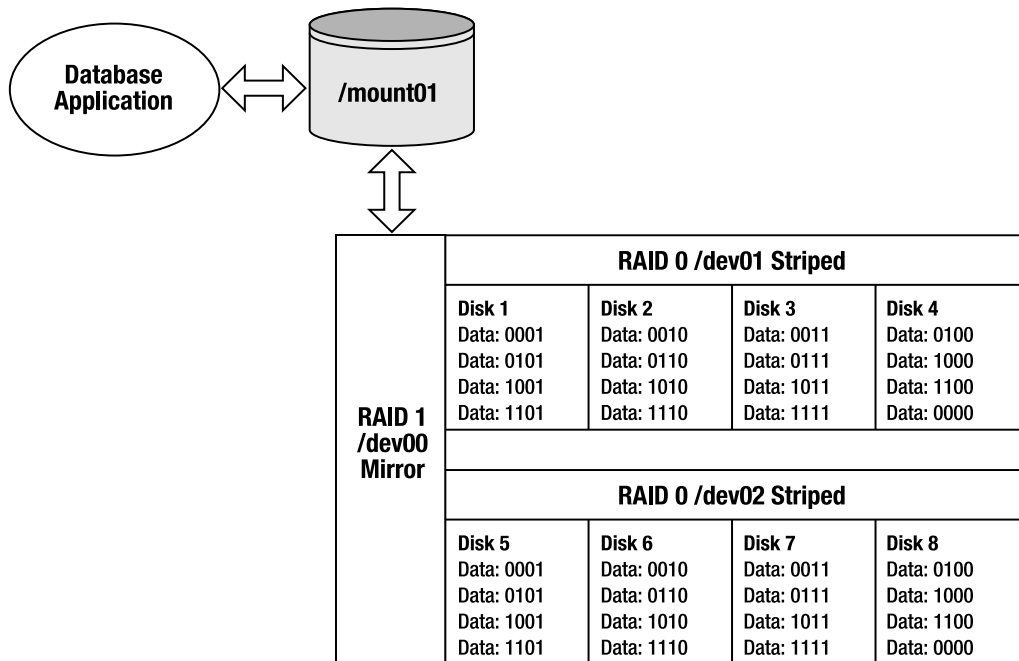 Database
Application
/mount01
RAID 1
/dev00
Mirror
RAID 0 /dev01 Striped
Disk 1
Data: 0001
Data: 0101
Data: 1001
Data: 1101
Disk 2
Data: 0010
Data: 0110
Data: 1010
Data: 1110
Disk 3
Data: 0011
Data: 0111
Data: 1011
Data: 1111
Disk 4
Data: 0100
Data: 1000
Data: 1100
Data: 0000
RAID 0 /dev02 Striped
Disk 5
Data: 0001
Data: 0101
Data: 1001
Data: 1101
Disk 6
Data: 0010
Data: 0110
Data: 1010
Data: 1110
Disk 7
Data: 0011
Data: 0111
Data: 1011
Data: 1111
Disk 8
Data: 0100
Data: 1000
Data: 1100
Data: 0000